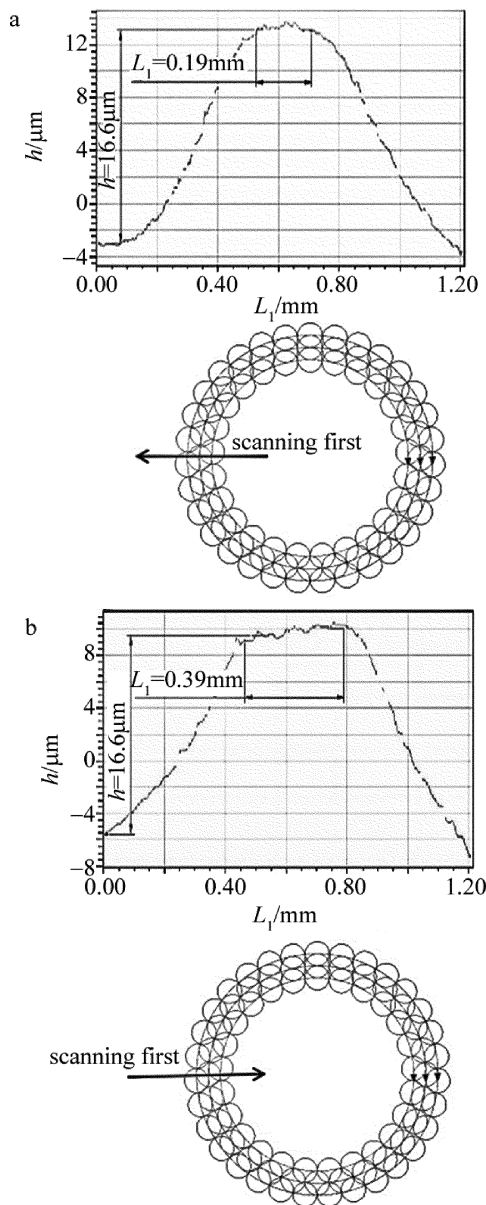 a
12
8
4
0
−4
h/μm
L₁=0.19mm
h=16.6μm
0.00 0.40 0.80 1.20
L₁/mm
scanning first
b
8
4
0
−4
−8
h/μm
L₁=0.39mm
h=16.6μm
0.00 0.40 0.80 1.20
L₁/mm
scanning first